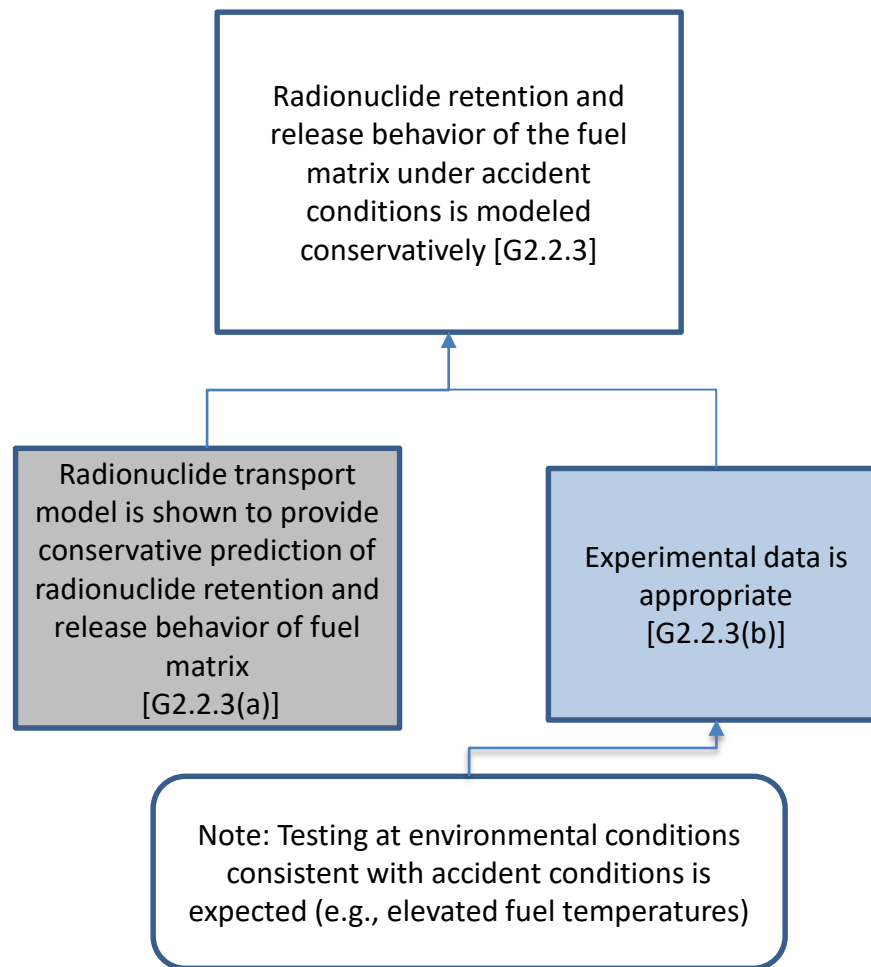 Radionuclide retention and
release behavior of the fuel
matrix under accident
conditions is modeled
conservatively [G2.2.3]
Radionuclide transport
model is shown to provide
conservative prediction of
radionuclide retention and
release behavior of fuel
matrix
[G2.2.3(a)]
Experimental data is
appropriate
[G2.2.3(b)]
Note: Testing at environmental conditions
consistent with accident conditions is
expected (e.g., elevated fuel temperatures)